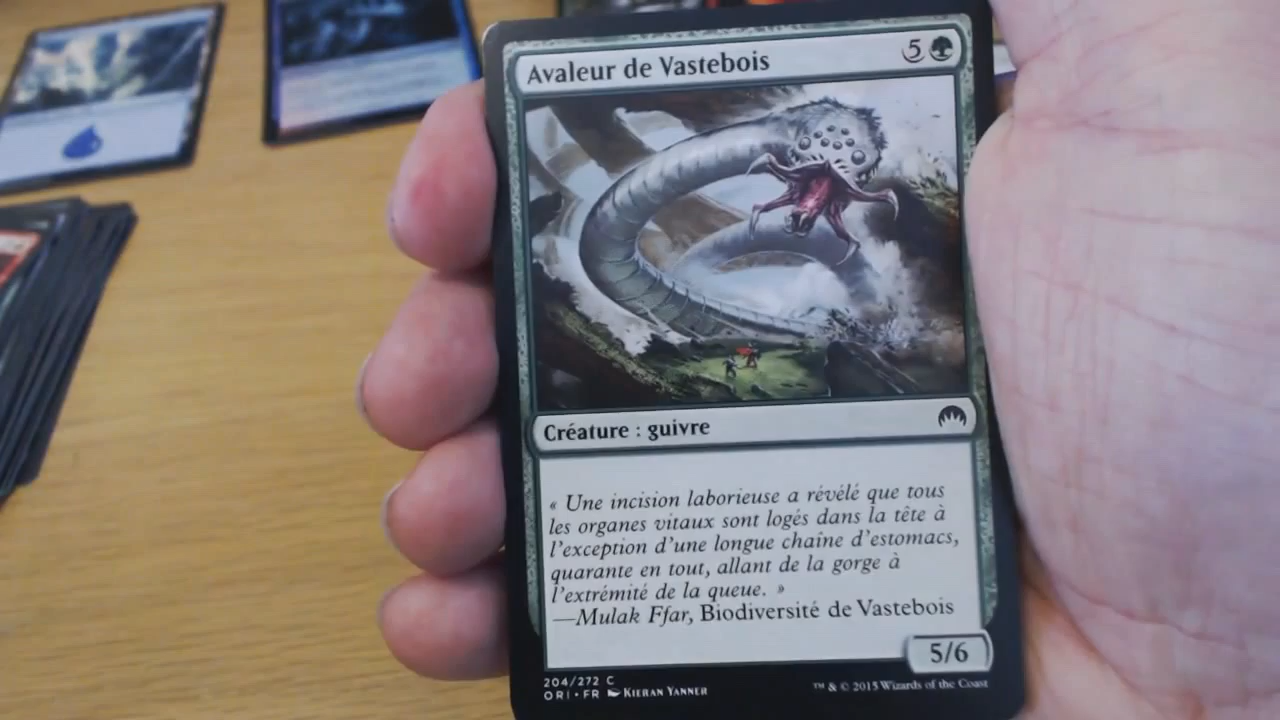 Avaleur de Vastebois
5
Créature : guivre
« Une incision laborieuse a révélé que tous
les organes vitaux sont logés dans la tête à
l'exception d'une longue chaîne d'estomacs,
quarante en tout, allant de la gorge à
l'extrémité de la queue. »
—Mulak Ffar, Biodiversité de Vastebois
5/6
204/272 C
ORI • FR Kieran Yanner
™ & © 2015 Wizards of the Coast